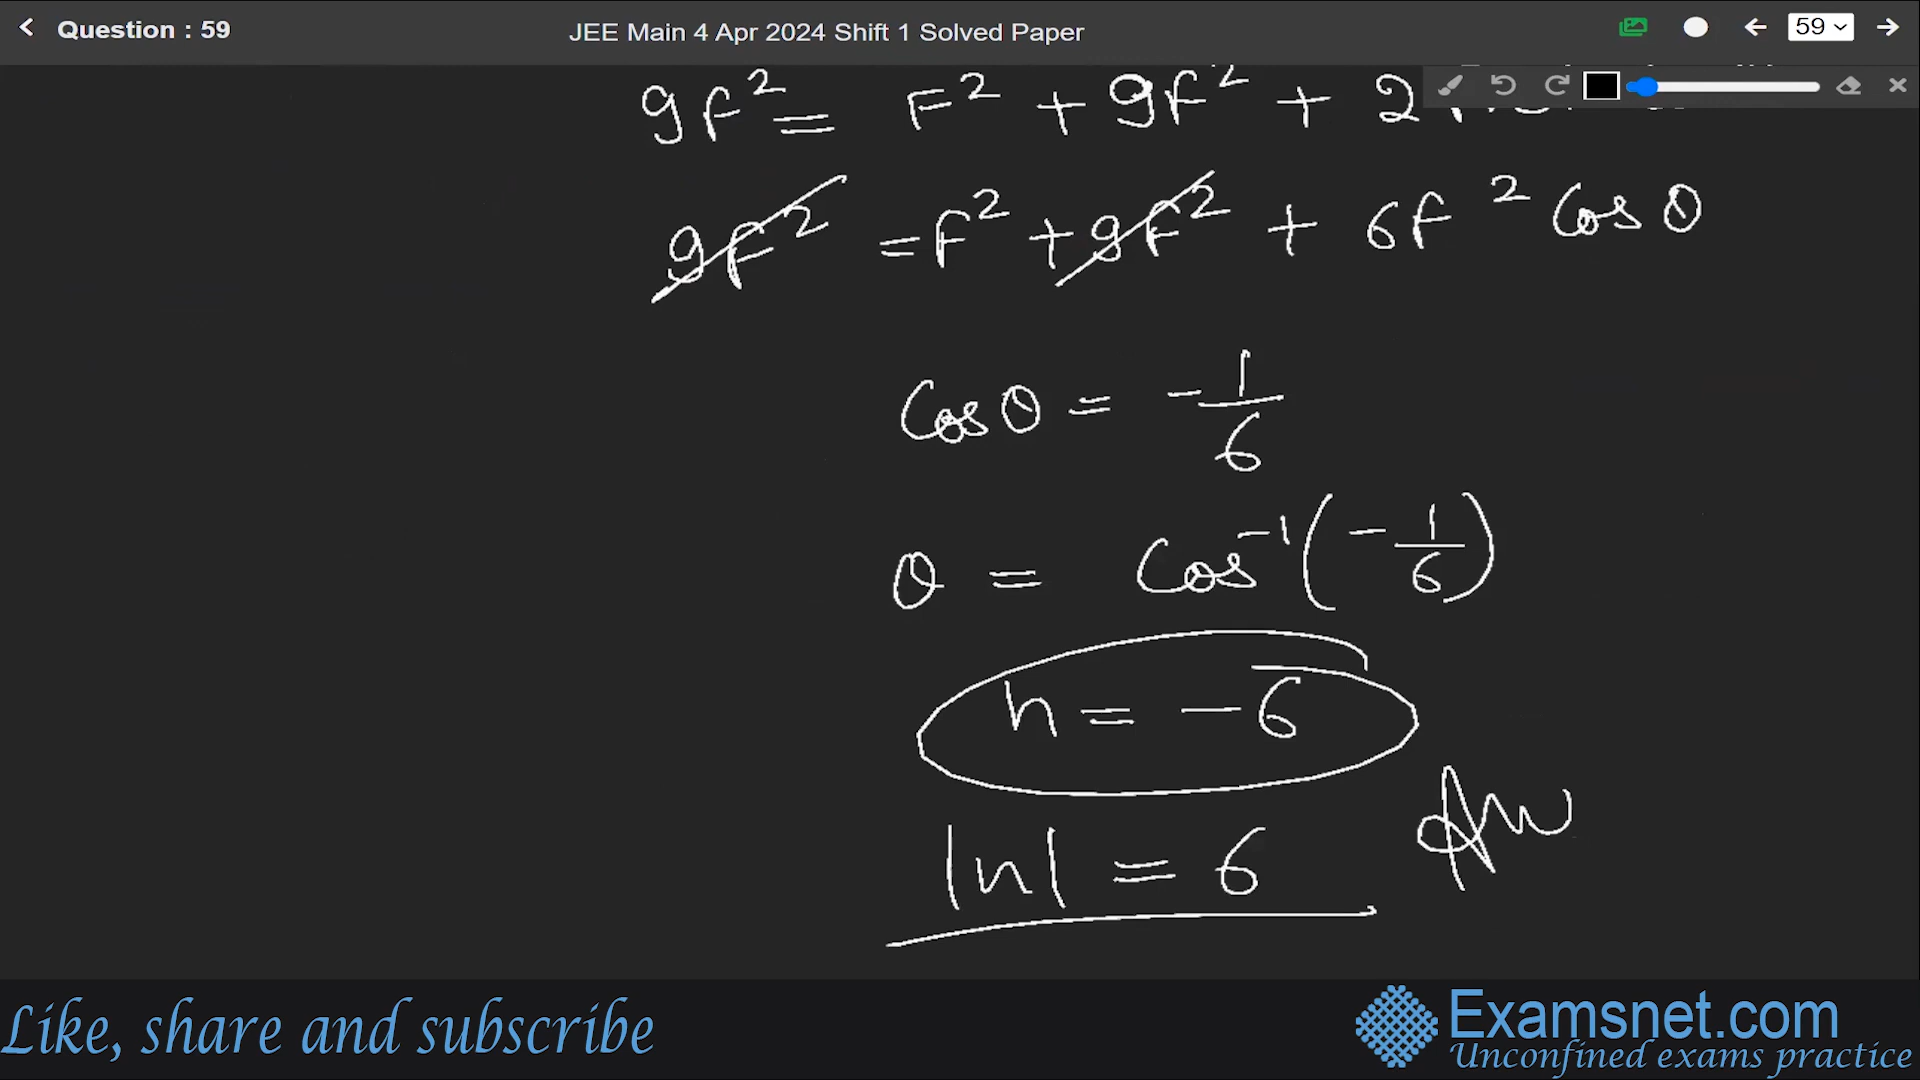 Question : 59
JEE Main 4 Apr 2024 Shift 1 Solved Paper
59
9F² = F² + 9F² + 2
9F² = F² + 9F² + 6F² Cos θ
Cos θ = - 1/6
θ = Cos⁻¹ (- 1/6)
n = - 6
|n| = 6
Ans
Like, share and subscribe
Examsnet.com
Unconfined exams practice